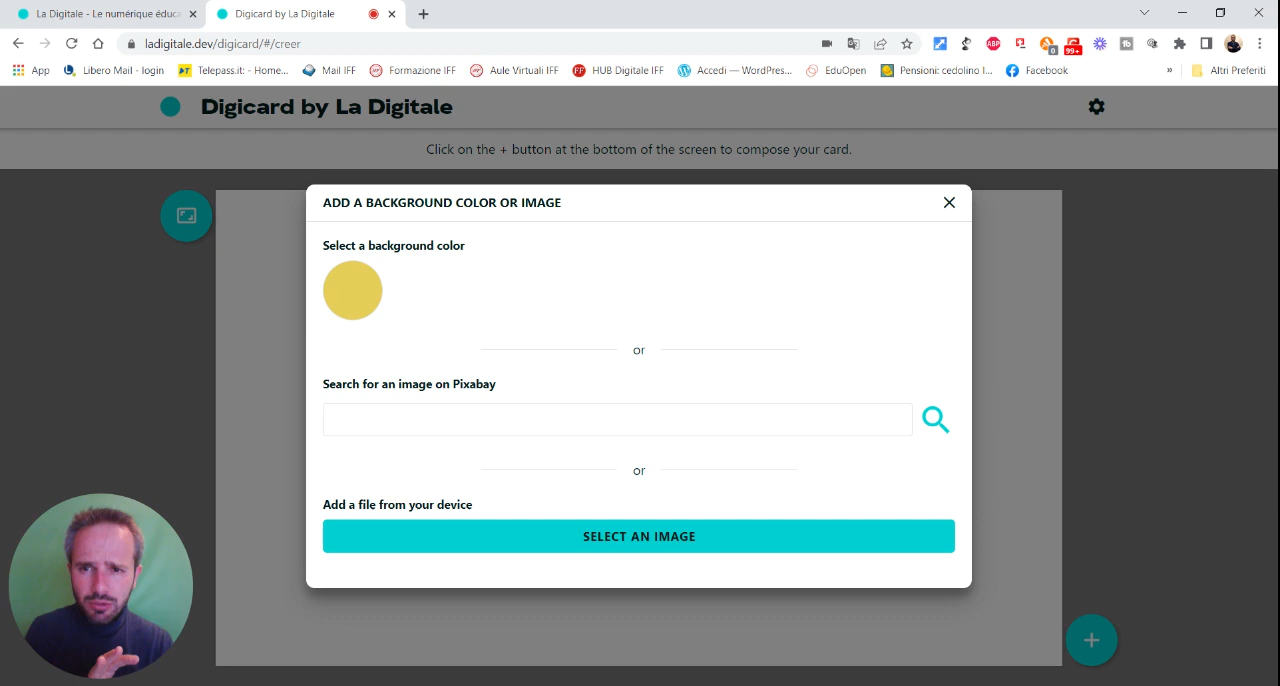 La Digitale - Le numérique éduca
Digicard by La Digitale
ladigitale.dev/digicard/#/creer
ABP
0
99+
tb
App
Libero Mail - login
Telepass.it: - Home...
Mail IFF
Formazione IFF
Aule Virtuali IFF
HUB Digitale IFF
Accedi — WordPres...
EduOpen
Pensioni: cedolino l...
Facebook
»
Altri Preferiti
Digicard by La Digitale
Click on the + button at the bottom of the screen to compose your card.
ADD A BACKGROUND COLOR OR IMAGE
Select a background color
or
Search for an image on Pixabay
or
Add a file from your device
SELECT AN IMAGE